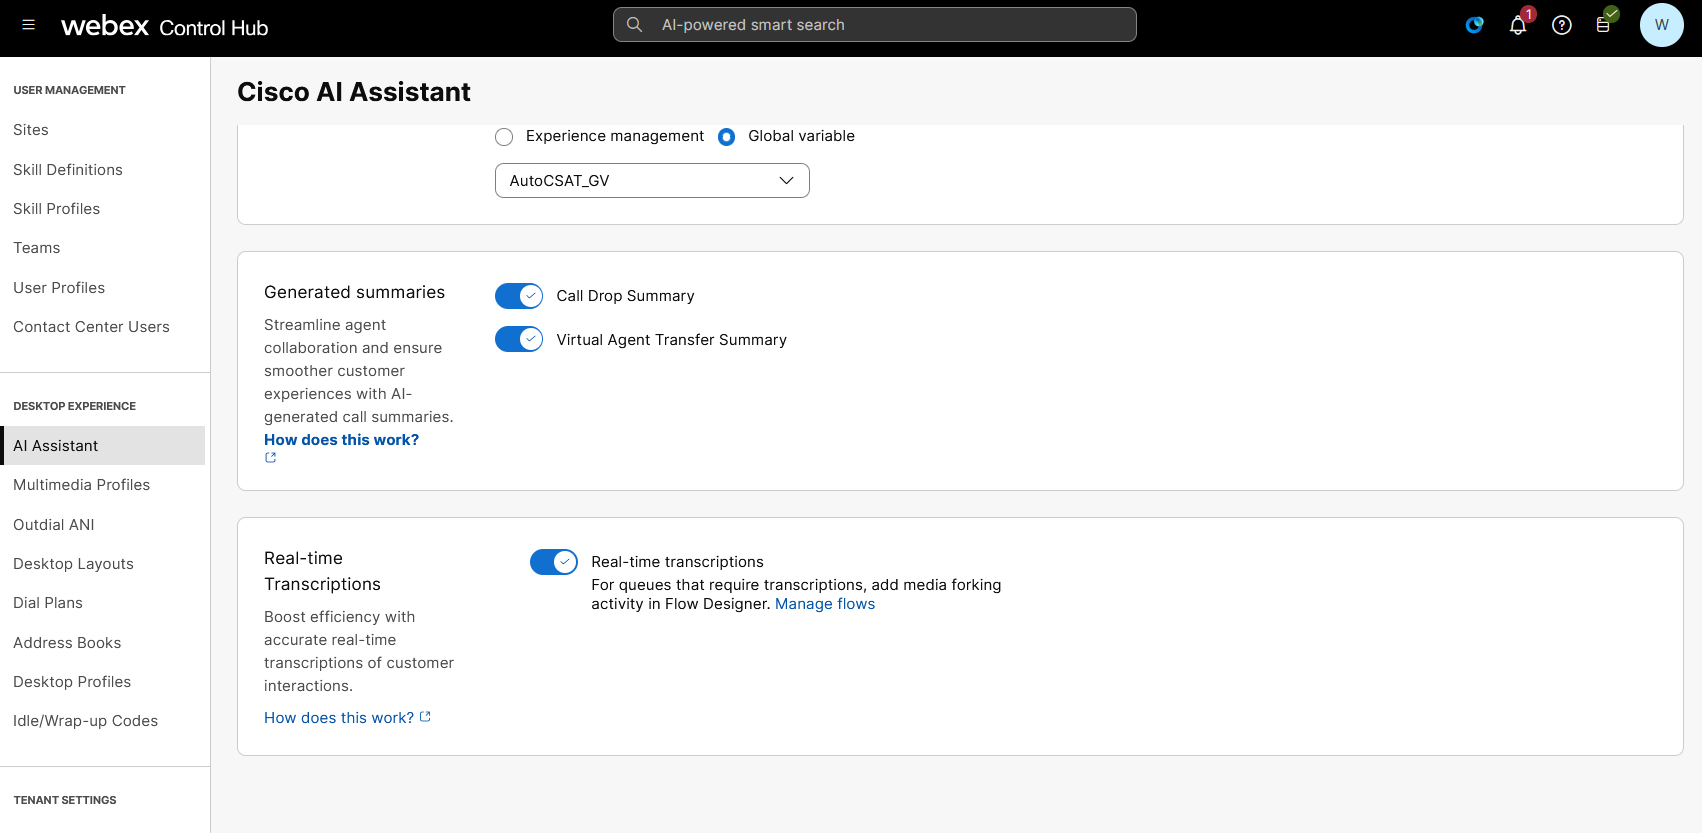 webex Control Hub
AI-powered smart search
1
W
USER MANAGEMENT
Sites
Skill Definitions
Skill Profiles
Teams
User Profiles
Contact Center Users
DESKTOP EXPERIENCE
AI Assistant
Multimedia Profiles
Outdial ANI
Desktop Layouts
Dial Plans
Address Books
Desktop Profiles
Idle/Wrap-up Codes
TENANT SETTINGS
Cisco AI Assistant
Experience management
Global variable
AutoCSAT_GV
Generated summaries
Streamline agent
collaboration and ensure
smoother customer
experiences with AI-
generated call summaries.
How does this work?
Call Drop Summary
Virtual Agent Transfer Summary
Real-time
Transcriptions
Boost efficiency with
accurate real-time
transcriptions of customer
interactions.
How does this work?
Real-time transcriptions
For queues that require transcriptions, add media forking
activity in Flow Designer. Manage flows